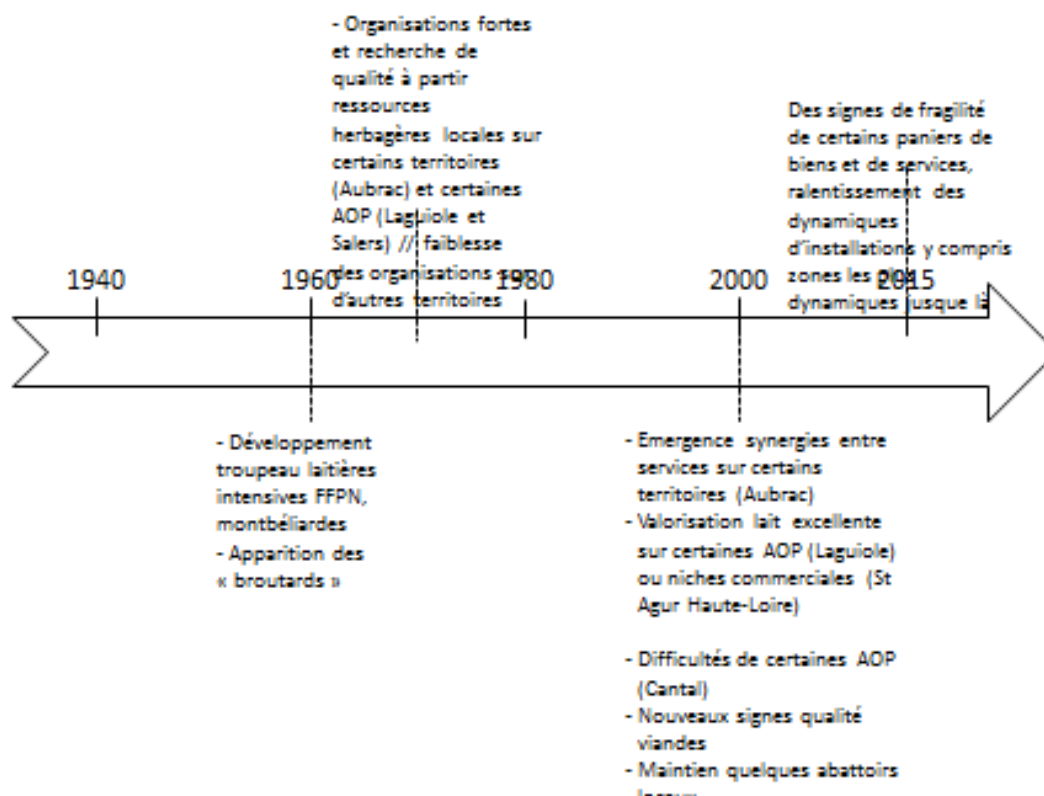 - Organisations fortes
et recherche de
qualité à partir
ressources
herbagères locales sur
certains territoires
(Aubrac) et certaines
AOP (Laguiole et
Salers) // faiblesse
des organisations sur
d'autres territoires
Des signes de fragilité
de certains paniers de
biens et de services,
ralentissement des
dynamiques
d'installations y compris
zones les plus
dynamiques jusque là
1940
1960
1980
2000
2015
- Développement
troupeau laitières
intensives FFPN,
montbéliardes
- Apparition des
« broutards »
- Emergence synergies entre
services sur certains
territoires (Aubrac)
- Valorisation lait excellente
sur certaines AOP (Laguiole)
ou niches commerciales (St
Agur Haute-Loire)
- Difficultés de certaines AOP
(Cantal)
- Nouveaux signes qualité
viandes
- Maintien quelques abattoirs